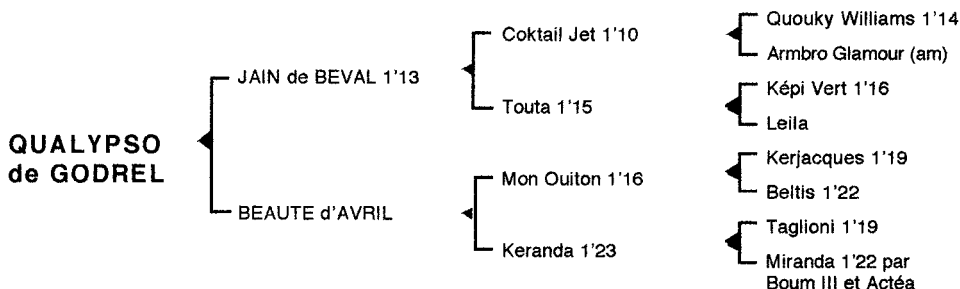 QUALYPSO
de GODREL
JAIN de BEVAL 1'13
BEAUTE d'AVRIL
Coktail Jet 1'10
Touta 1'15
Mon Ouiton 1'16
Keranda 1'23
Quouky Williams 1'14
Armbro Glamour (am)
Képi Vert 1'16
Leila
Kerjacques 1'19
Beltis 1'22
Taglioni 1'19
Miranda 1'22 par
Boum III et Actéa